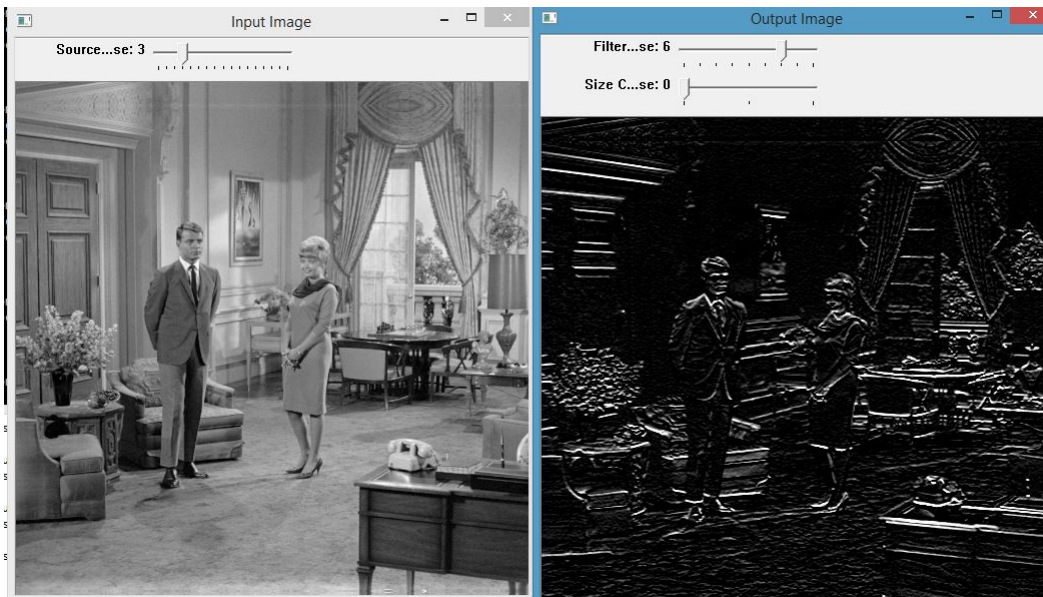 Input Image
Source...se: 3
Output Image
Filter...se: 6
Size C...se: 0